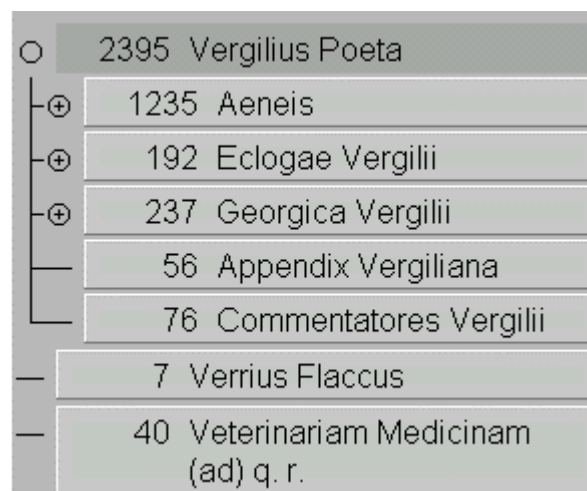 2395 Vergilius Poeta
1235 Aeneis
192 Eclogae Vergilii
237 Georgica Vergilii
56 Appendix Vergiliana
76 Commentatores Vergilii
7 Verrius Flaccus
40 Veterinariam Medicinam
(ad) q. r.